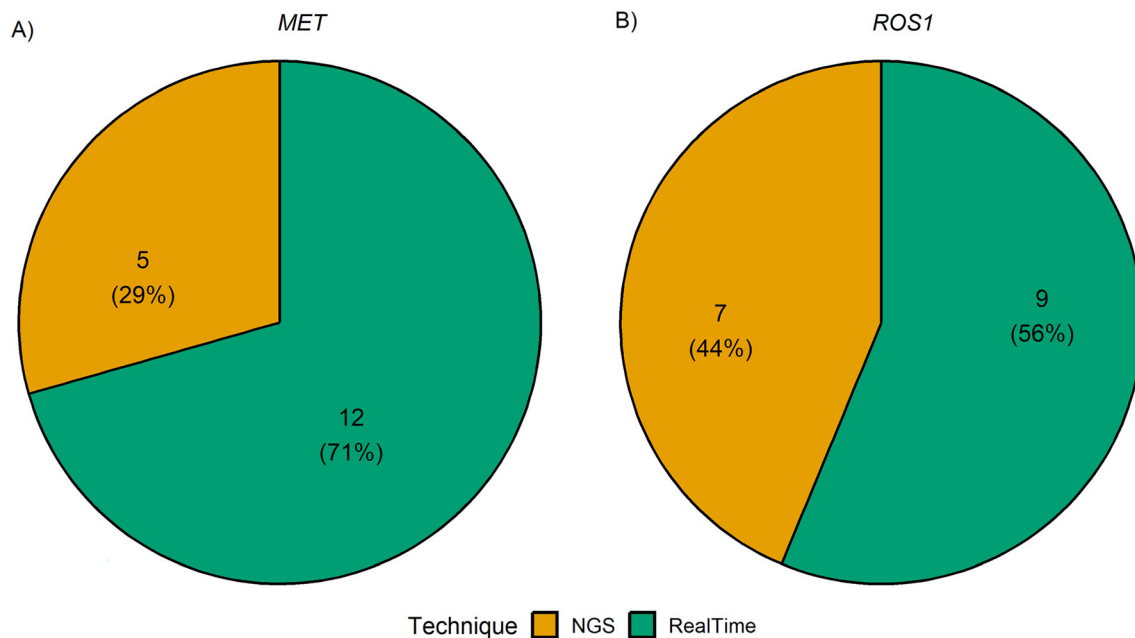 A) MET
B) ROS1
5
(29%)
12
(71%)
7
(44%)
9
(56%)
Technique NGS RealTime